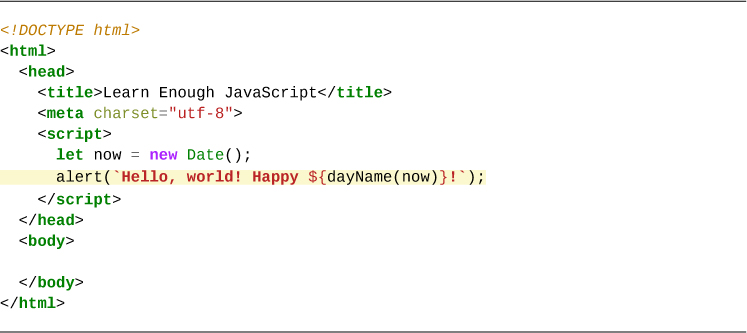 <!DOCTYPE html>
<html>
  <head>
    <title>Learn Enough JavaScript</title>
    <meta charset="utf-8">
    <script>
      let now = new Date();
      alert(`Hello, world! Happy ${dayName(now)}!`);
    </script>
  </head>
  <body>

  </body>
</html>